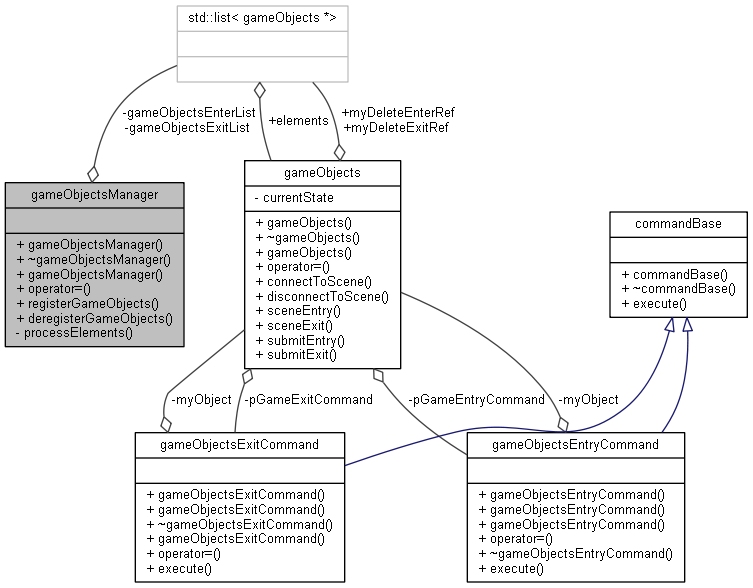 std::list< gameObjects *>
-gameObjectsEnterList
-gameObjectsExitList
+elements
+myDeleteEnterRef
+myDeleteExitRef
gameObjectsManager
+ gameObjectsManager()
+ ~gameObjectsManager()
+ gameObjectsManager()
+ operator=()
+ registerGameObjects()
+ deregisterGameObjects()
- processElements()
gameObjects
- currentState
+ gameObjects()
+ ~gameObjects()
+ gameObjects()
+ operator=()
+ connectToScene()
+ disconnectToScene()
+ sceneEntry()
+ sceneExit()
+ submitEntry()
+ submitExit()
commandBase
+ commandBase()
+ ~commandBase()
+ execute()
-myObject
-pGameExitCommand
-pGameEntryCommand
-myObject
gameObjectsExitCommand
+ gameObjectsExitCommand()
+ gameObjectsExitCommand()
+ ~gameObjectsExitCommand()
+ gameObjectsExitCommand()
+ operator=()
+ execute()
gameObjectsEntryCommand
+ gameObjectsEntryCommand()
+ gameObjectsEntryCommand()
+ gameObjectsEntryCommand()
+ operator=()
+ ~gameObjectsEntryCommand()
+ execute()